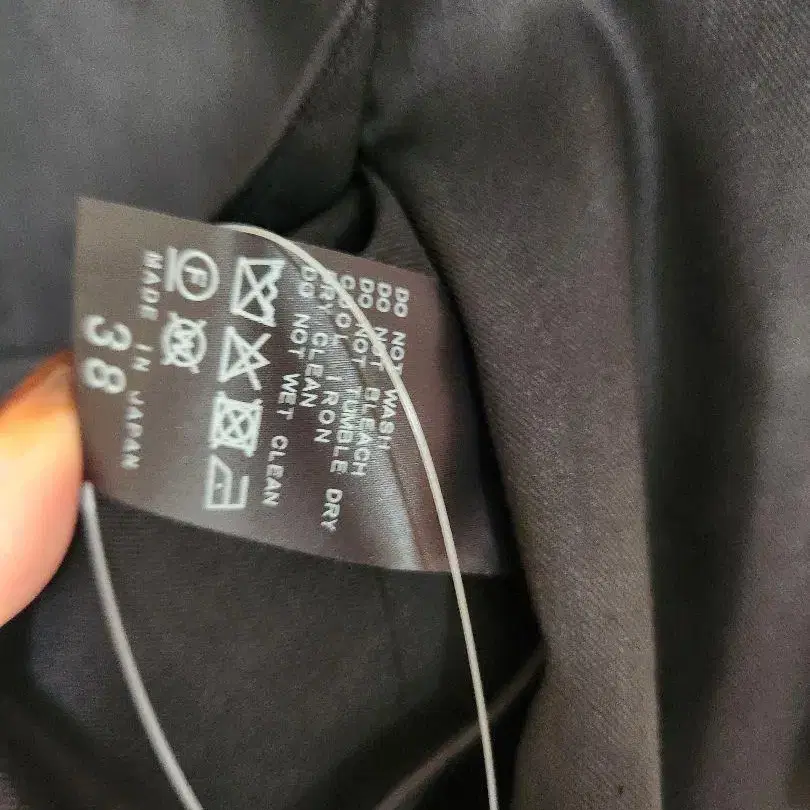 DO NOT WASH
DO NOT BLEACH
DO NOT TUMBLE DRY
COOL IRON
DRY CLEAN
DO NOT WET CLEAN
F
W
MADE IN JAPAN
38